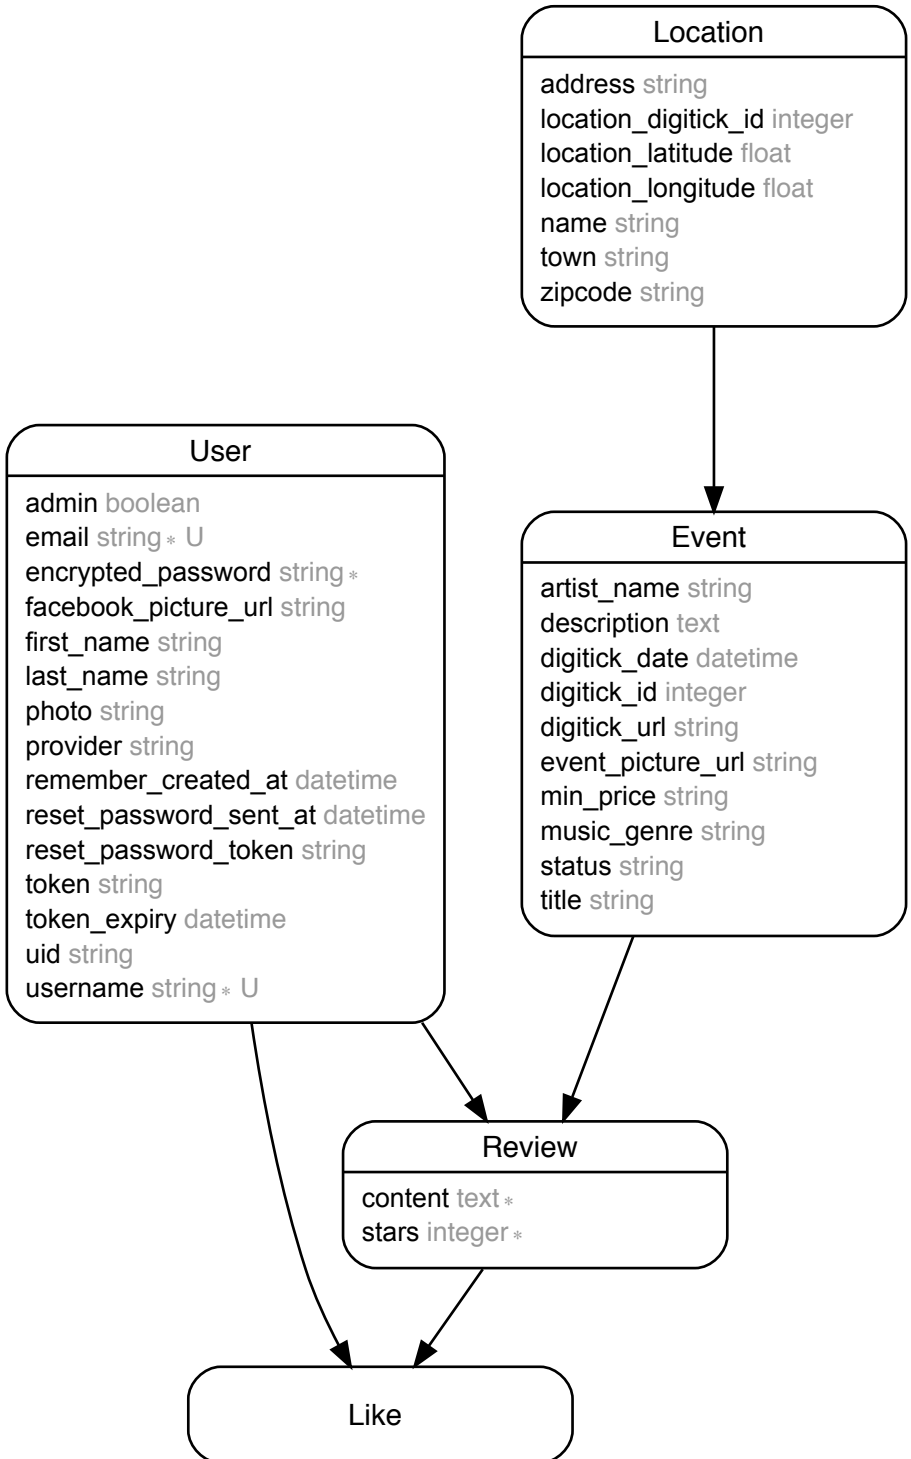 Location
address string
location_digitick_id integer
location_latitude float
location_longitude float
name string
town string
zipcode string
User
admin boolean
email string * U
encrypted_password string *
facebook_picture_url string
first_name string
last_name string
photo string
provider string
remember_created_at datetime
reset_password_sent_at datetime
reset_password_token string
token string
token_expiry datetime
uid string
username string * U
Event
artist_name string
description text
digitick_date datetime
digitick_id integer
digitick_url string
event_picture_url string
min_price string
music_genre string
status string
title string
Review
content text *
stars integer *
Like